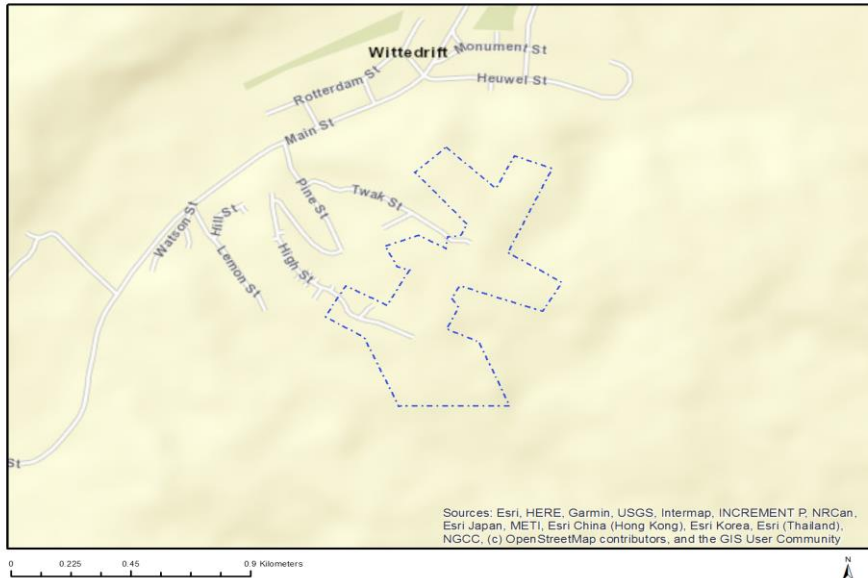 Wittedrift
Monument St
Heuwel St
Rotterdam St
Main St
Pine St
Twak St
Watson St
Hill St
Lemon St
High St
St
Sources: Esri, HERE, Garmin, USGS, Intermap, INCREMENT P, NRCan,
Esri Japan, METI, Esri China (Hong Kong), Esri Korea, Esri (Thailand),
NGCC, (c) OpenStreetMap contributors, and the GIS User Community
0 0.225 0.45 0.9 Kilometers
N